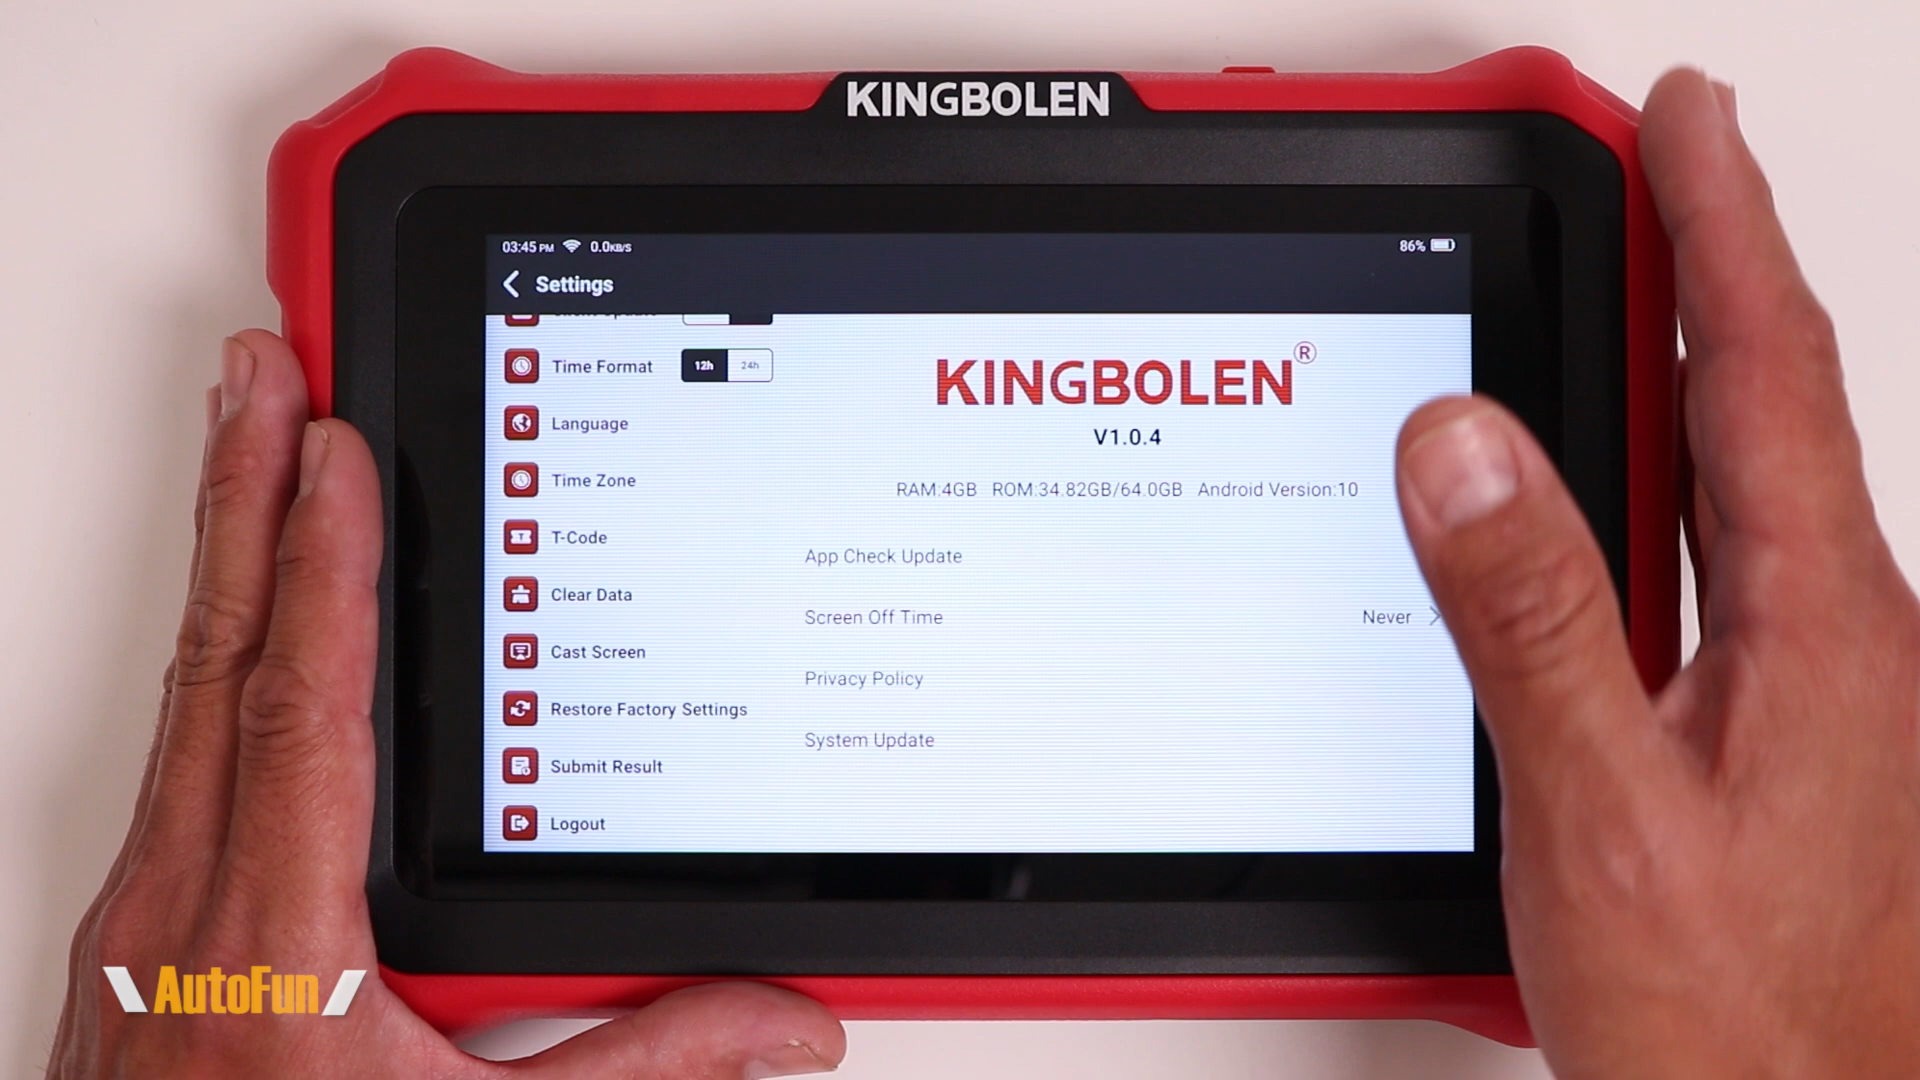 KINGBOLEN
03:45 PM 0.0KB/S 86%
Settings
Time Format 12h 24h
Language
Time Zone
T-Code
Clear Data
Cast Screen
Restore Factory Settings
Submit Result
Logout
KINGBOLEN®
V1.0.4
RAM:4GB ROM:34.82GB/64.0GB Android Version:10
App Check Update
Screen Off Time Never
Privacy Policy
System Update
AutoFun